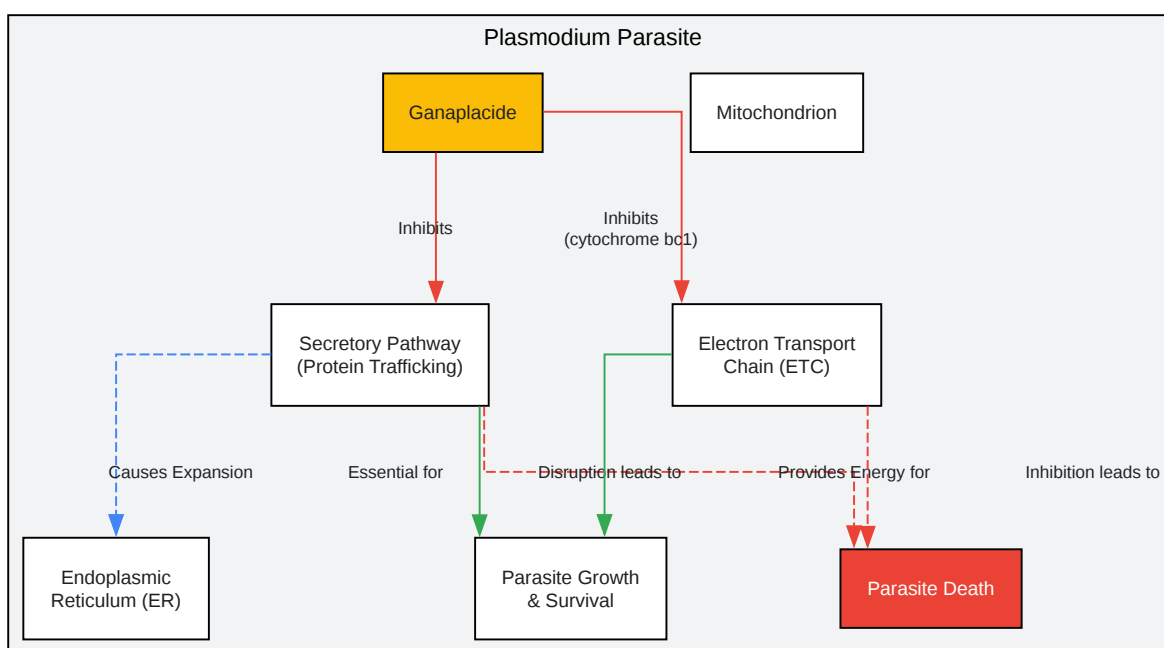 Plasmodium Parasite
Ganaplacide
Mitochondrion
Inhibits
Inhibits
(cytochrome bc1)
Secretory Pathway
(Protein Trafficking)
Electron Transport
Chain (ETC)
Causes Expansion
Essential for
Disruption leads to
Provides Energy for
Inhibition leads to
Endoplasmic
Reticulum (ER)
Parasite Growth
& Survival
Parasite Death